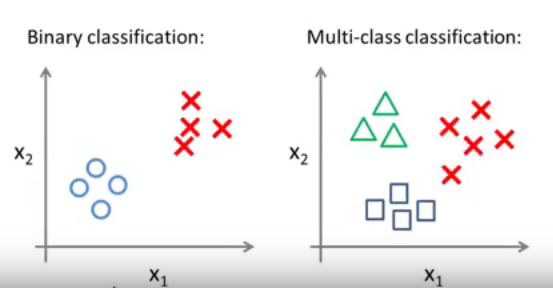 Binary classification:
x₂
x₁
Multi-class classification:
x₂
x₁